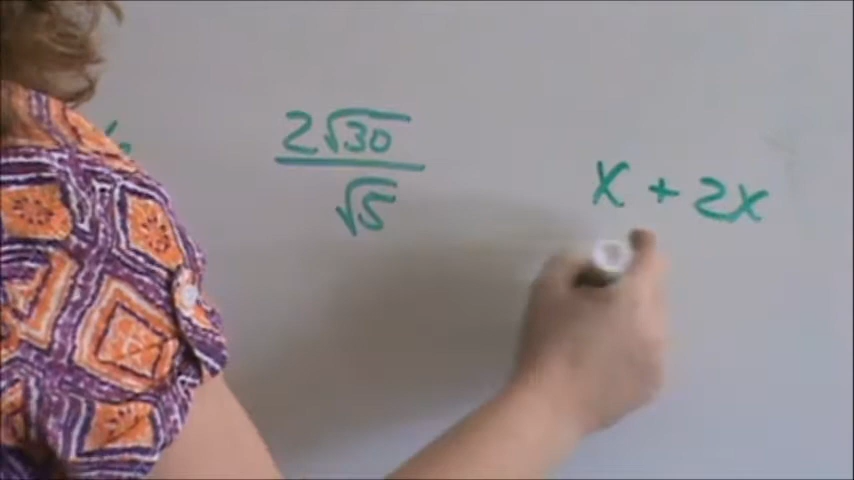 2√30
√5
x + 2x